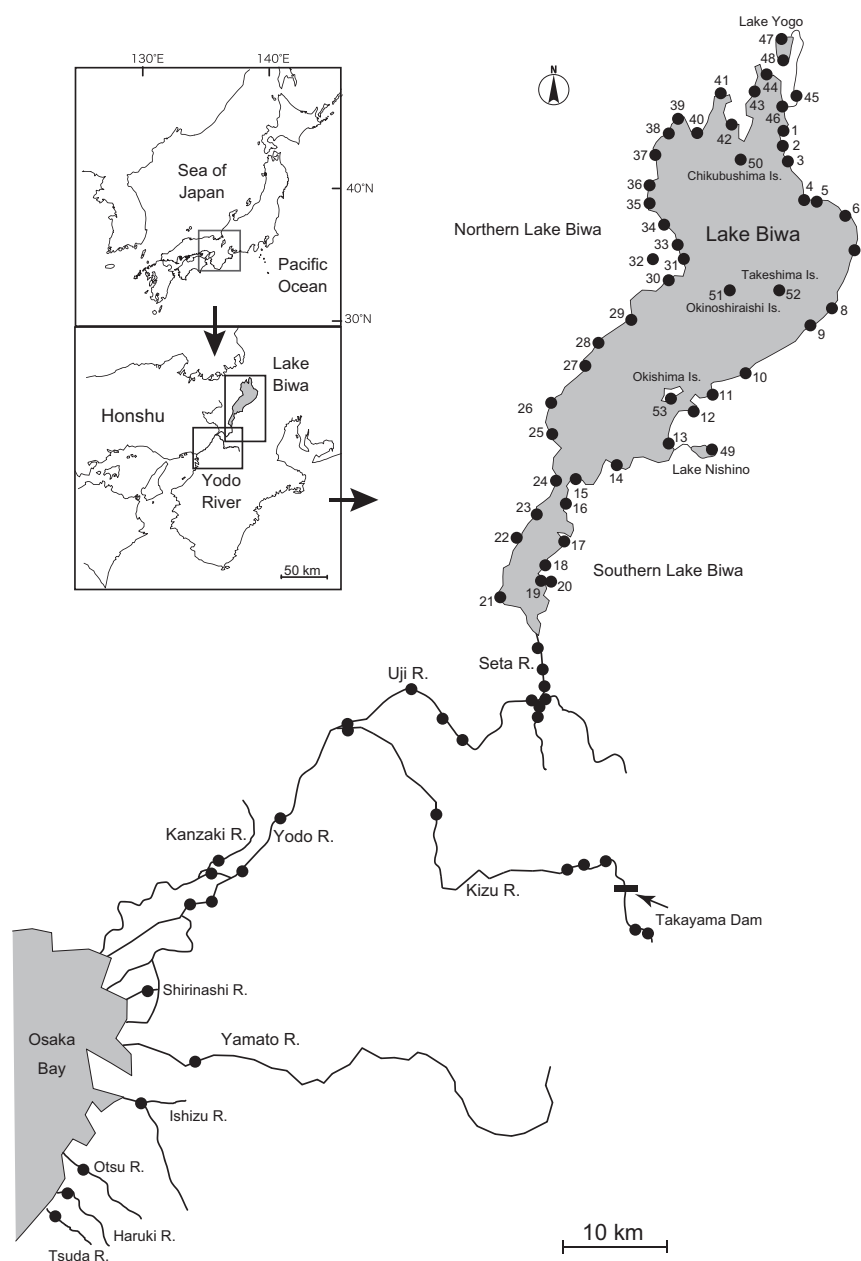 Lake Yogo
47
48
44
41
43
45
46
39
40
42
1
38
2
37
50
3
Chikubushima Is.
36
4
5
35
6
34
Northern Lake Biwa
Lake Biwa
33
32
31
30
Takeshima Is.
51
52
Okinoshiraishi Is.
8
29
9
28
27
10
Okishima Is.
26
11
53
12
25
13
49
Lake Nishino
14
24
15
16
23
22
17
18
Southern Lake Biwa
19
20
21
N
130°E
140°E
Sea of
Japan
40°N
Pacific
Ocean
30°N
Lake
Biwa
Honshu
Yodo
River
50 km
Seta R.
Uji R.
Kanzaki R.
Yodo R.
Kizu R.
Takayama Dam
Shirinashi R.
Osaka
Bay
Yamato R.
Ishizu R.
Otsu R.
Haruki R.
Tsuda R.
10 km